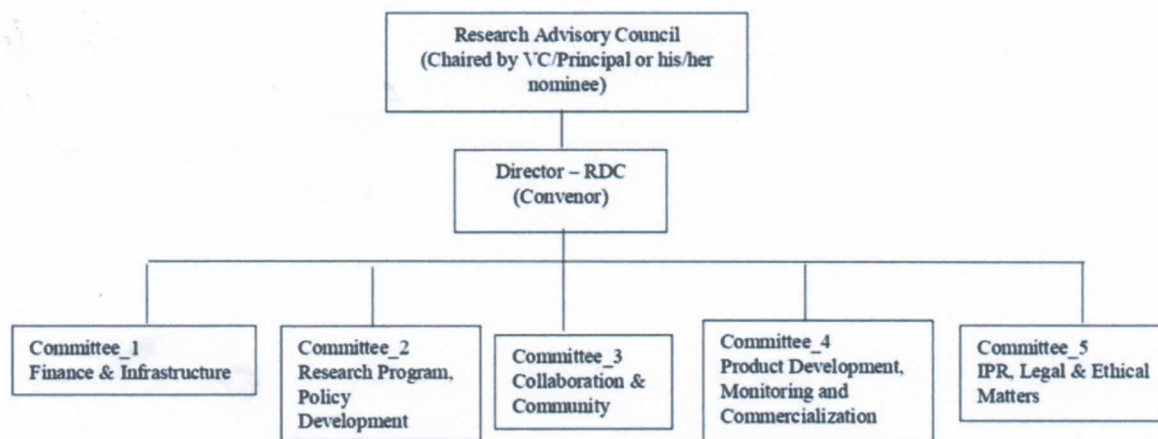 Research Advisory Council
(Chaired by VC/Principal or his/her
nominee)
Director – RDC
(Convenor)
Committee_1
Finance & Infrastructure
Committee_2
Research Program,
Policy
Development
Committee_3
Collaboration &
Community
Committee_4
Product Development,
Monitoring and
Commercialization
Committee_5
IPR, Legal & Ethical
Matters